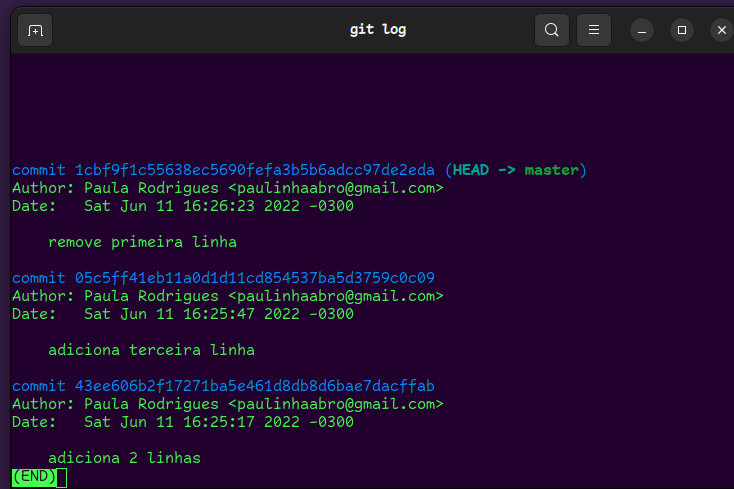 git log
commit 1cbf9f1c55638ec5690fefa3b5b6adcc97de2eda (HEAD -> master)
Author: Paula Rodrigues <paulinhaabro@gmail.com>
Date:   Sat Jun 11 16:26:23 2022 -0300
remove primeira linha
commit 05c5ff41eb11a0d1d11cd854537ba5d3759c0c09
Author: Paula Rodrigues <paulinhaabro@gmail.com>
Date:   Sat Jun 11 16:25:47 2022 -0300
adiciona terceira linha
commit 43ee606b2f17271ba5e461d8db8d6bae7dacffab
Author: Paula Rodrigues <paulinhaabro@gmail.com>
Date:   Sat Jun 11 16:25:17 2022 -0300
adiciona 2 linhas
(END)